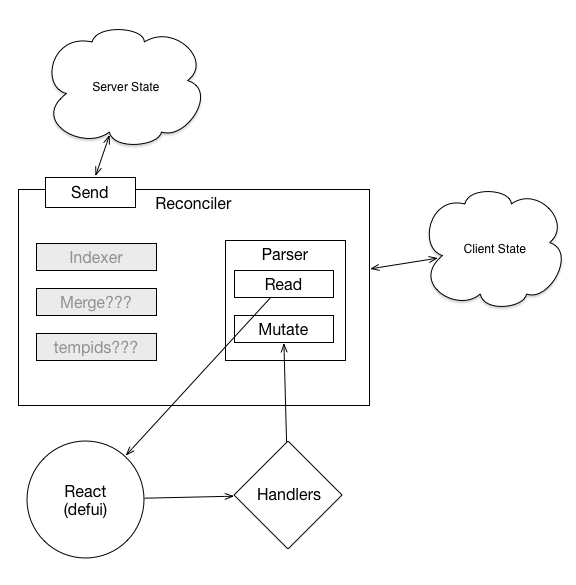 Server State
Send
Reconciler
Client State
Indexer
Parser
Read
Merge???
Mutate
tempids???
React
(defui)
Handlers